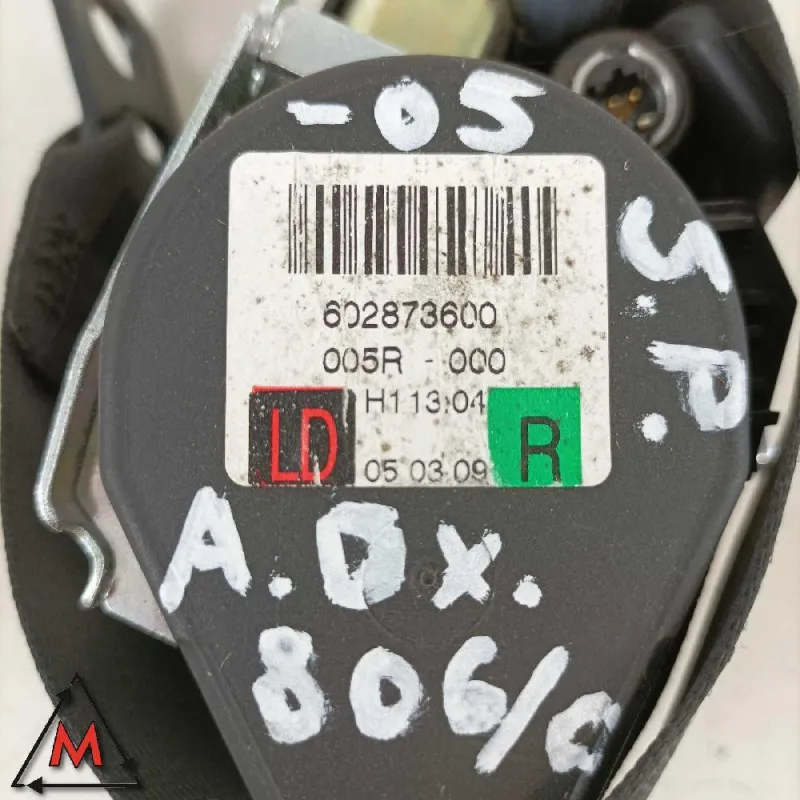 -05
S.P.
602873600
005R - 000
H113:04
LD
05 03 09
R
A.DX.
806/C
M